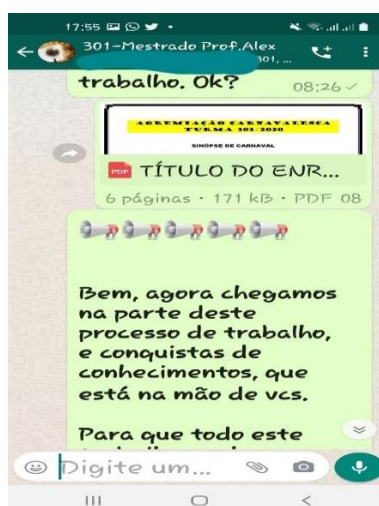 17:55
301-Mestrado Prof.Alex
301, ...
trabalho. Ok?
08:26
AGREMIAÇÃO CARNAVALESCA
TURMA 301/2020
SINÓPSE DE CARNAVAL
PDF TÍTULO DO ENR...
6 páginas • 171 kB • PDF 08
Bem, agora chegamos
na parte deste
processo de trabalho,
e conquistas de
conhecimentos, que
está na mão de vcs.
Para que todo este
Digite um...